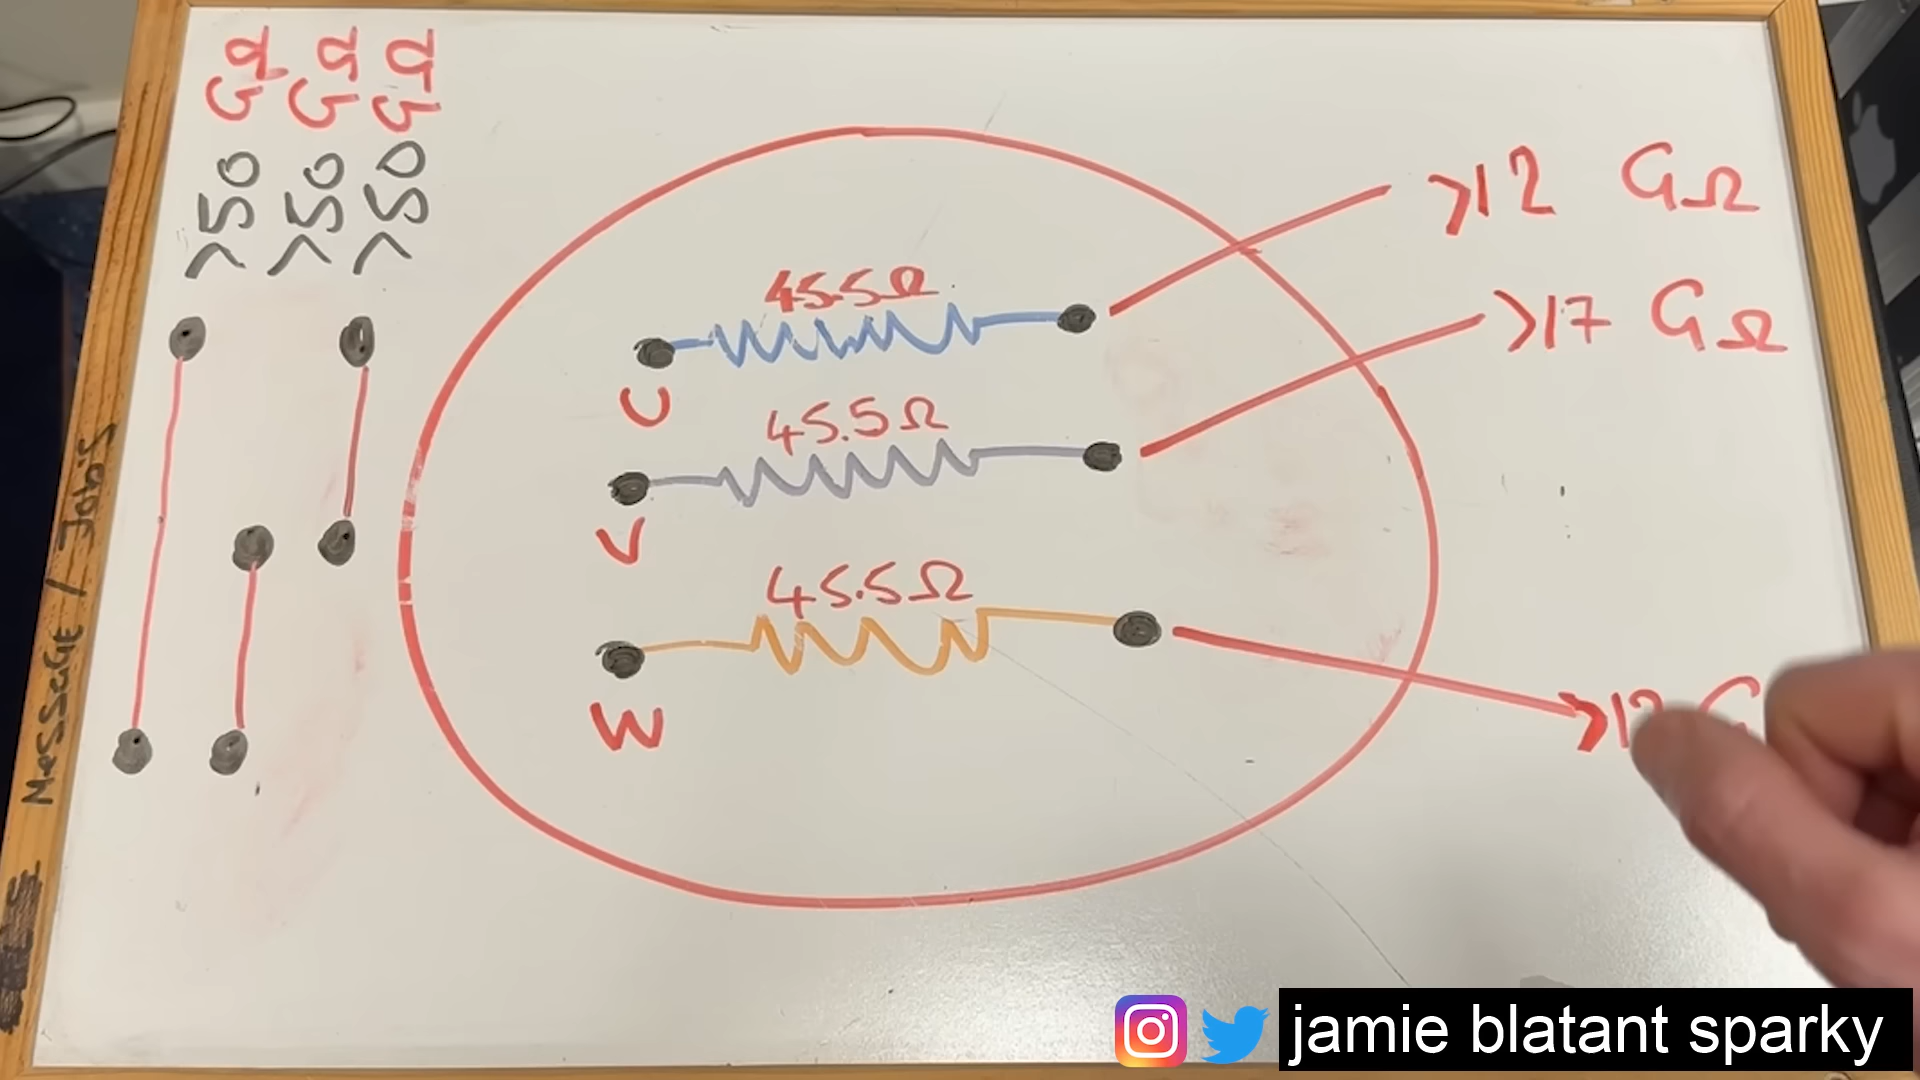 >50 GΩ
>50 GΩ
>50 GΩ
45.5Ω
U
45.5Ω
V
45.5Ω
W
>12 GΩ
>17 GΩ
MESSAGE / Jobs
jamie blatant sparky